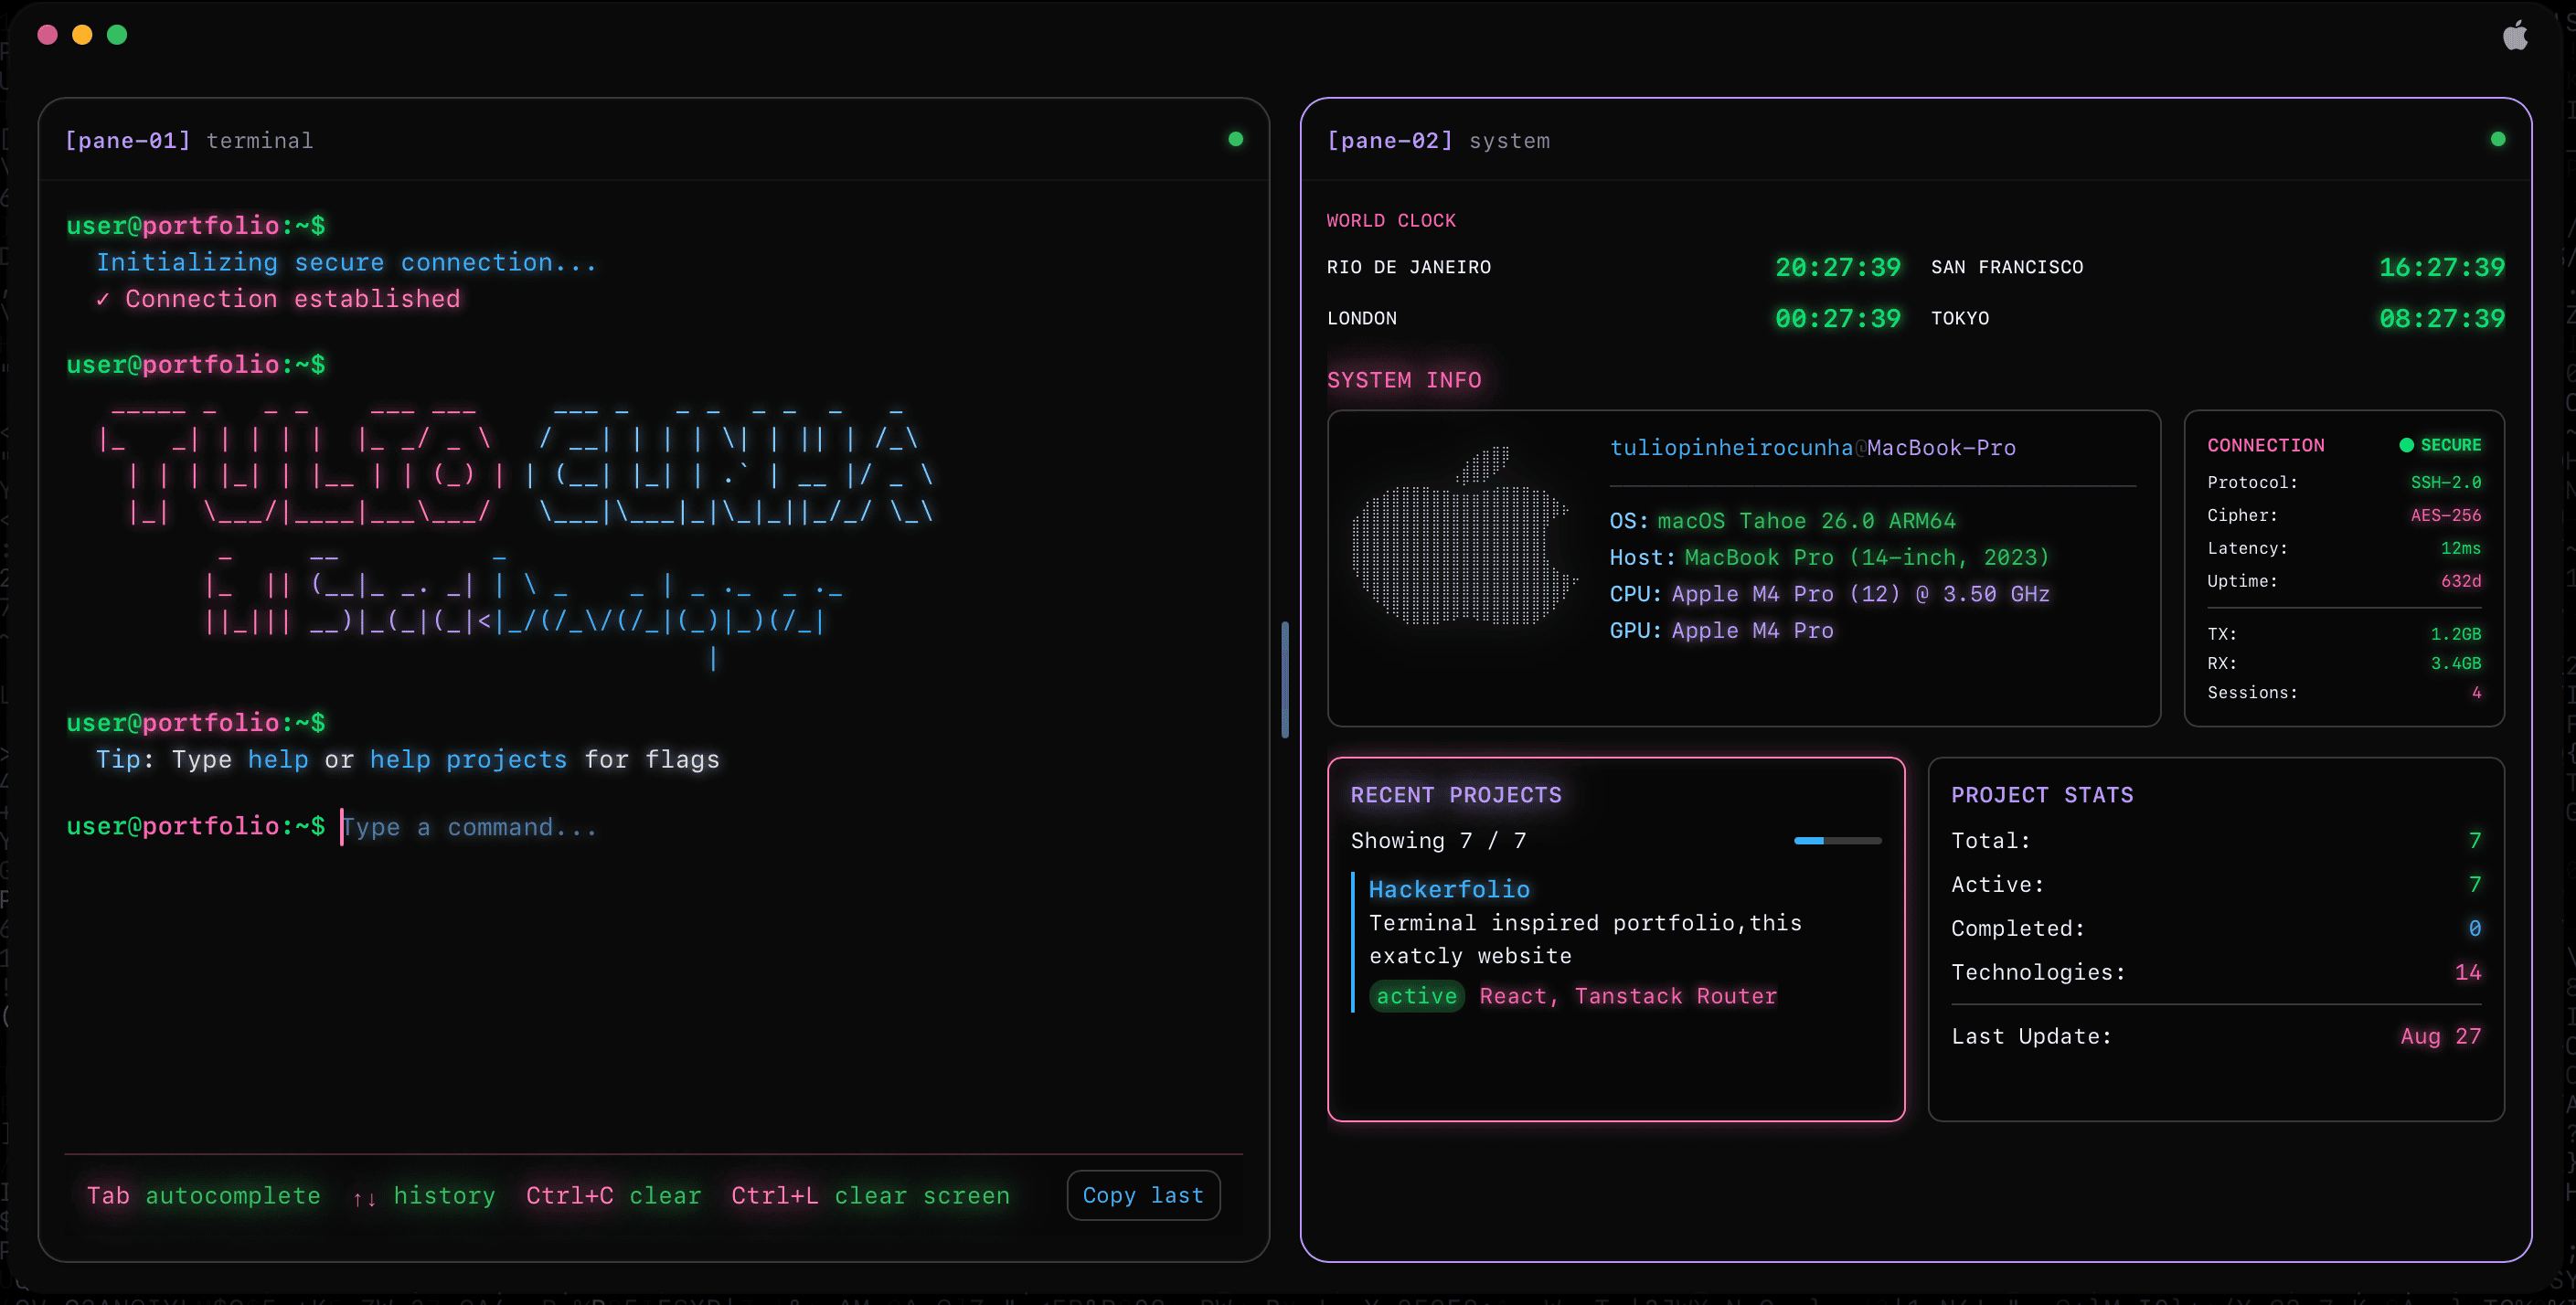 [pane-01] terminal
user@portfolio:~$
Initializing secure connection...
✓ Connection established
user@portfolio:~$
TULIO CUNHA
FullStack Developer
user@portfolio:~$
Tip: Type help or help projects for flags
user@portfolio:~$ Type a command...
Tab autocomplete ↑↓ history Ctrl+C clear Ctrl+L clear screen Copy last
[pane-02] system
WORLD CLOCK
RIO DE JANEIRO 20:27:39 SAN FRANCISCO 16:27:39
LONDON 00:27:39 TOKYO 08:27:39
SYSTEM INFO
tuliopinheirocunha@MacBook-Pro
OS: macOS Tahoe 26.0 ARM64
Host: MacBook Pro (14-inch, 2023)
CPU: Apple M4 Pro (12) @ 3.50 GHz
GPU: Apple M4 Pro
CONNECTION SECURE
Protocol: SSH-2.0
Cipher: AES-256
Latency: 12ms
Uptime: 632d
TX: 1.2GB
RX: 3.4GB
Sessions: 4
RECENT PROJECTS
Showing 7 / 7
Hackerfolio
Terminal inspired portfolio,this
exatcly website
active React, Tanstack Router
PROJECT STATS
Total: 7
Active: 7
Completed: 0
Technologies: 14
Last Update: Aug 27